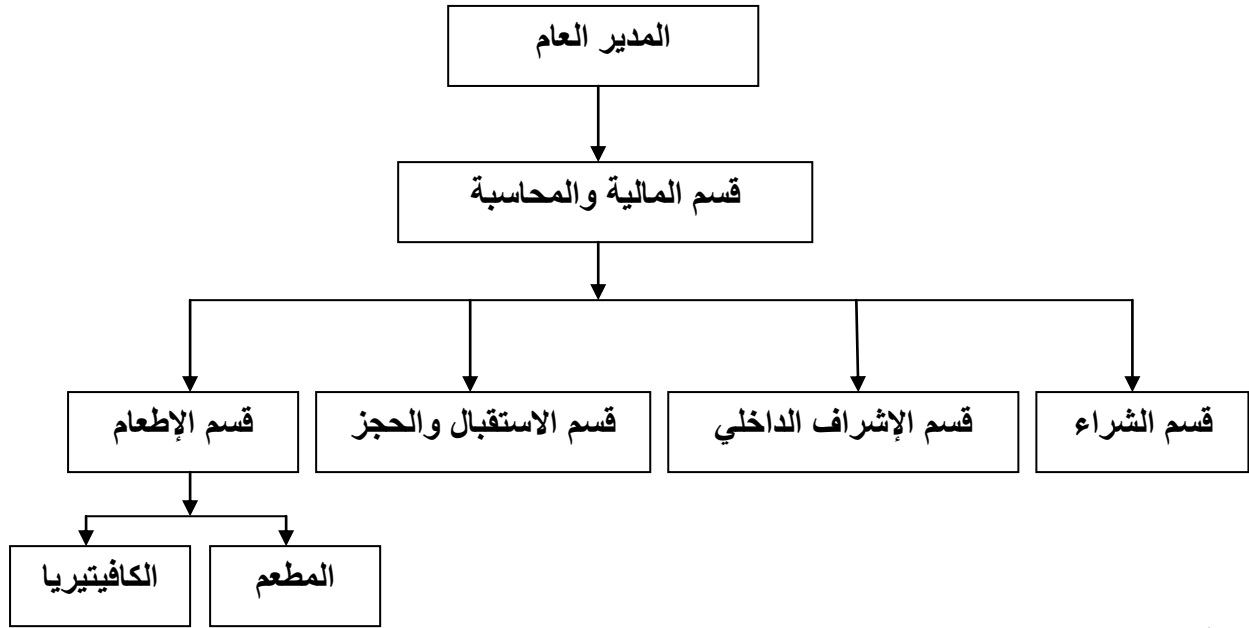 المدير العام
قسم المالية والمحاسبة
قسم الشراء
قسم الإشراف الداخلي
قسم الاستقبال والحجز
قسم الإطعام
المطعم
الكافيتيريا